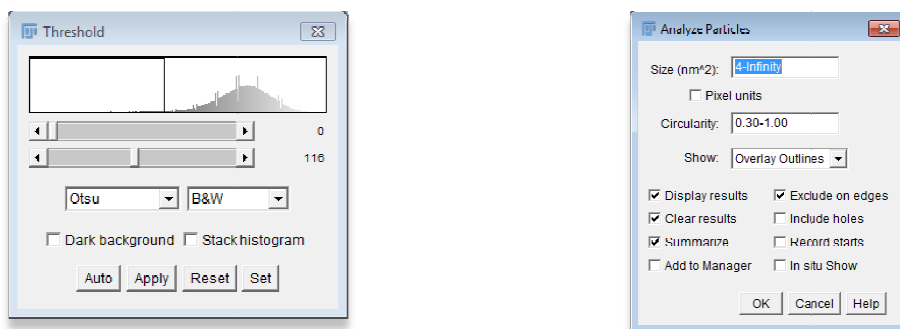 Threshold
0
116
Otsu
B&W
Dark background
Stack histogram
Auto
Apply
Reset
Set
Analyze Particles
Size (nm^2): 4-Infinity
Pixel units
Circularity: 0.30-1.00
Show: Overlay Outlines
Display results
Exclude on edges
Clear results
Include holes
Summarize
Record starts
Add to Manager
In situ Show
OK
Cancel
Help